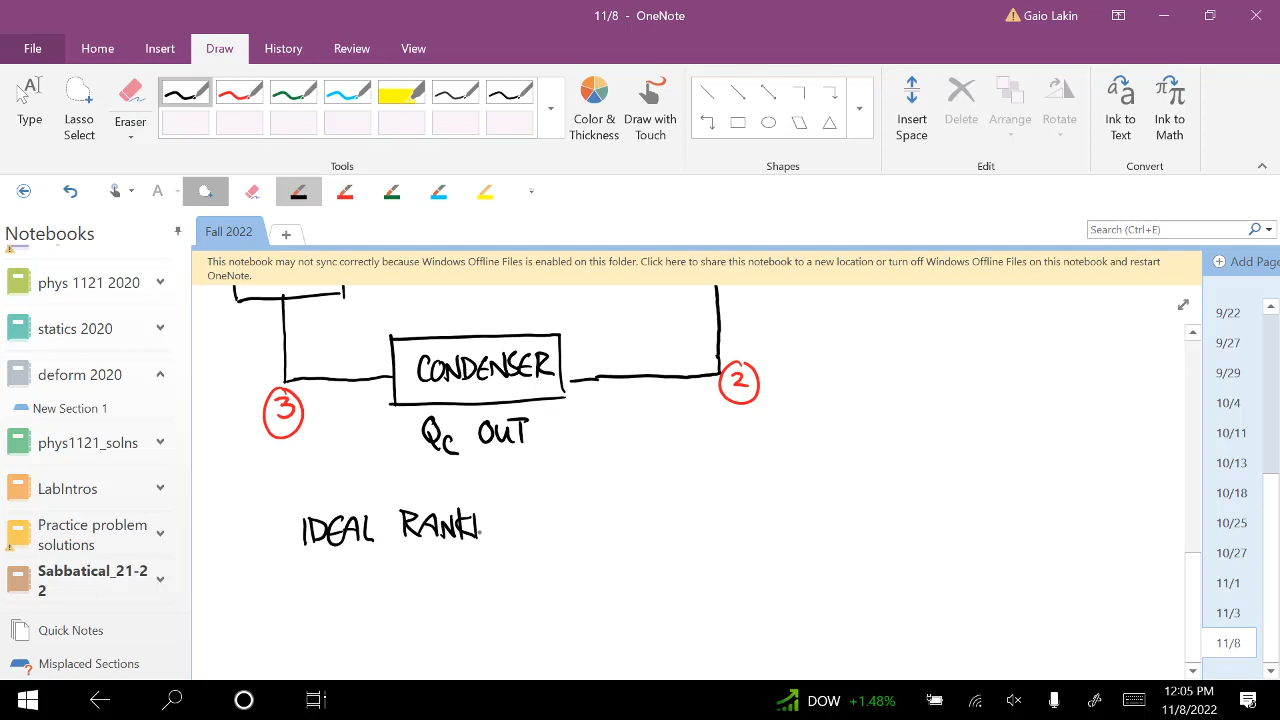 11/8 - OneNote
Gaio Lakin
File Home Insert Draw History Review View
Type
Lasso Select
Eraser
Color & Thickness
Draw with Touch
Insert Space
Delete
Arrange
Rotate
Ink to Text
Ink to Math
Tools
Shapes
Edit
Convert
A
Notebooks
Fall 2022
Search (Ctrl+E)
This notebook may not sync correctly because Windows Offline Files is enabled on this folder. Click here to share this notebook to a new location or turn off Windows Offline Files on this notebook and restart
OneNote.
Add Page
phys 1121 2020
statics 2020
deform 2020
New Section 1
phys1121_solns
LabIntros
Practice problem
solutions
Sabbatical_21-2
2
Quick Notes
Misplaced Sections
CONDENSER
3
2
QC OUT
IDEAL RANKI
9/22
9/27
9/29
10/4
10/11
10/13
10/18
10/25
10/27
11/1
11/3
11/8
DOW +1.48%
12:05 PM
11/8/2022